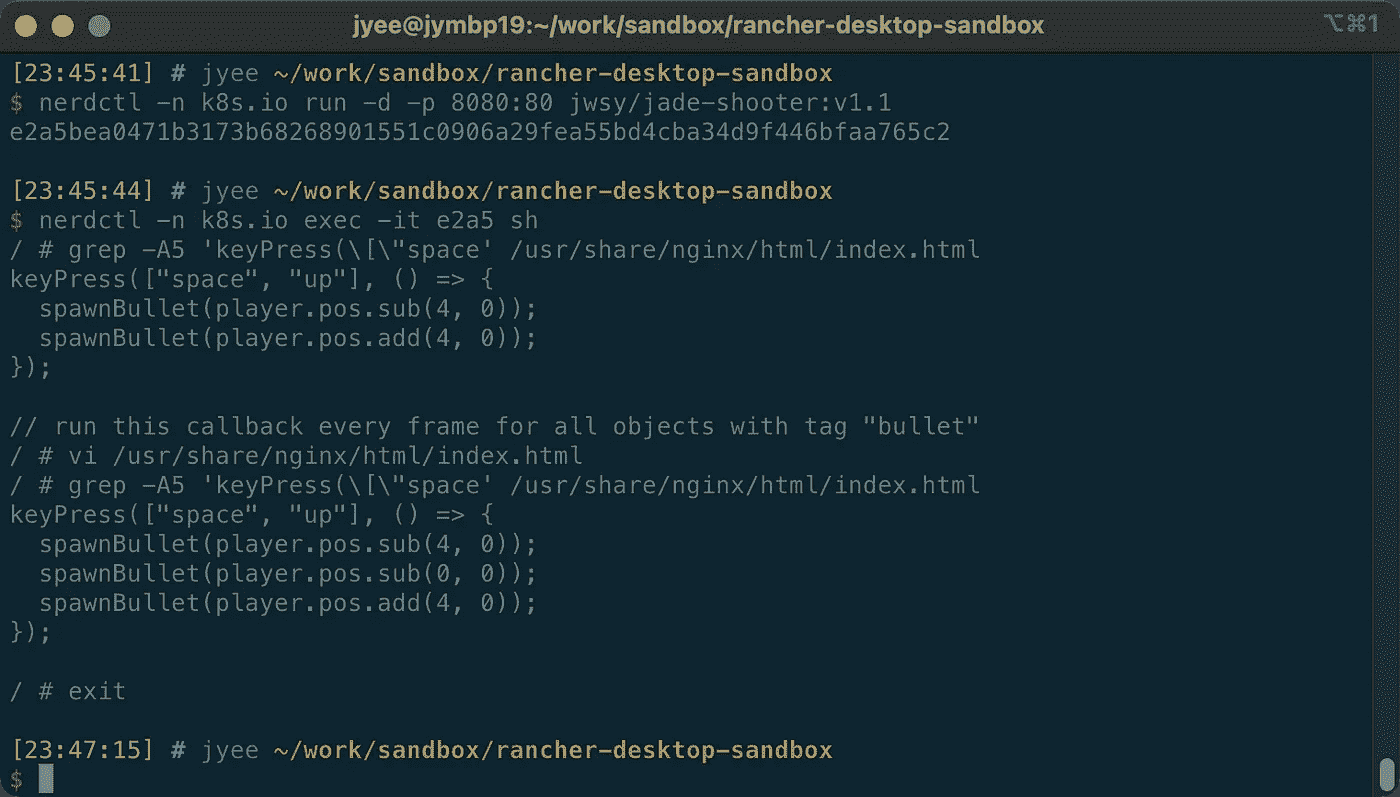 jyee@jymbp19:~/work/sandbox/rancher-desktop-sandbox ⌥⌘1
[23:45:41] # jyee ~/work/sandbox/rancher-desktop-sandbox
$ nerdctl -n k8s.io run -d -p 8080:80 jwsy/jade-shooter:v1.1
e2a5bea0471b3173b68268901551c0906a29fea55bd4cba34d9f446bfaa765c2

[23:45:44] # jyee ~/work/sandbox/rancher-desktop-sandbox
$ nerdctl -n k8s.io exec -it e2a5 sh
/ # grep -A5 'keyPress(\[\"space' /usr/share/nginx/html/index.html
keyPress(["space", "up"], () => {
  spawnBullet(player.pos.sub(4, 0));
  spawnBullet(player.pos.add(4, 0));
});

// run this callback every frame for all objects with tag "bullet"
/ # vi /usr/share/nginx/html/index.html
/ # grep -A5 'keyPress(\[\"space' /usr/share/nginx/html/index.html
keyPress(["space", "up"], () => {
  spawnBullet(player.pos.sub(4, 0));
  spawnBullet(player.pos.sub(0, 0));
  spawnBullet(player.pos.add(4, 0));
});

/ # exit

[23:47:15] # jyee ~/work/sandbox/rancher-desktop-sandbox
$